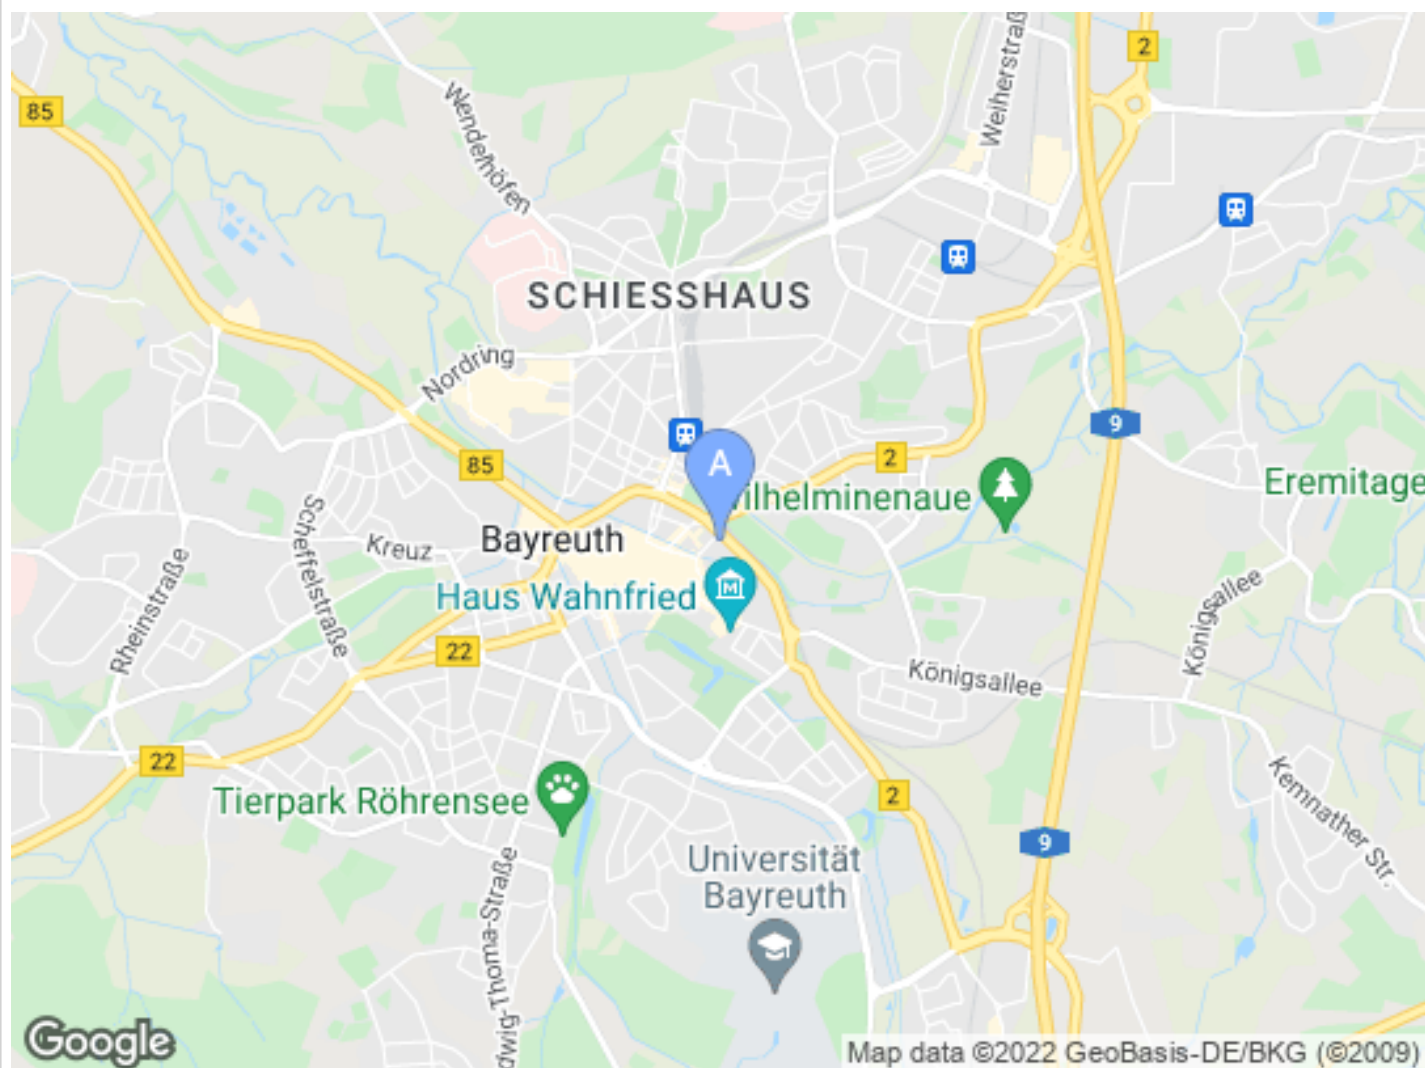 2
85
Weiherstraß
Wendelhöfen
SCHIESSHAUS
Nordring
9
A
2
85
ilhelminenaue
Eremitage
Scheffelstraße
Kreuz
Bayreuth
Rheinstraße
Haus Wahnfried
Königsallee
22
Königsallee
22
Tierpark Röhrensee
2
Kemnather Str.
9
Universität
Bayreuth
dwig-Thoma-Straße
Google
Map data ©2022 GeoBasis-DE/BKG (©2009)